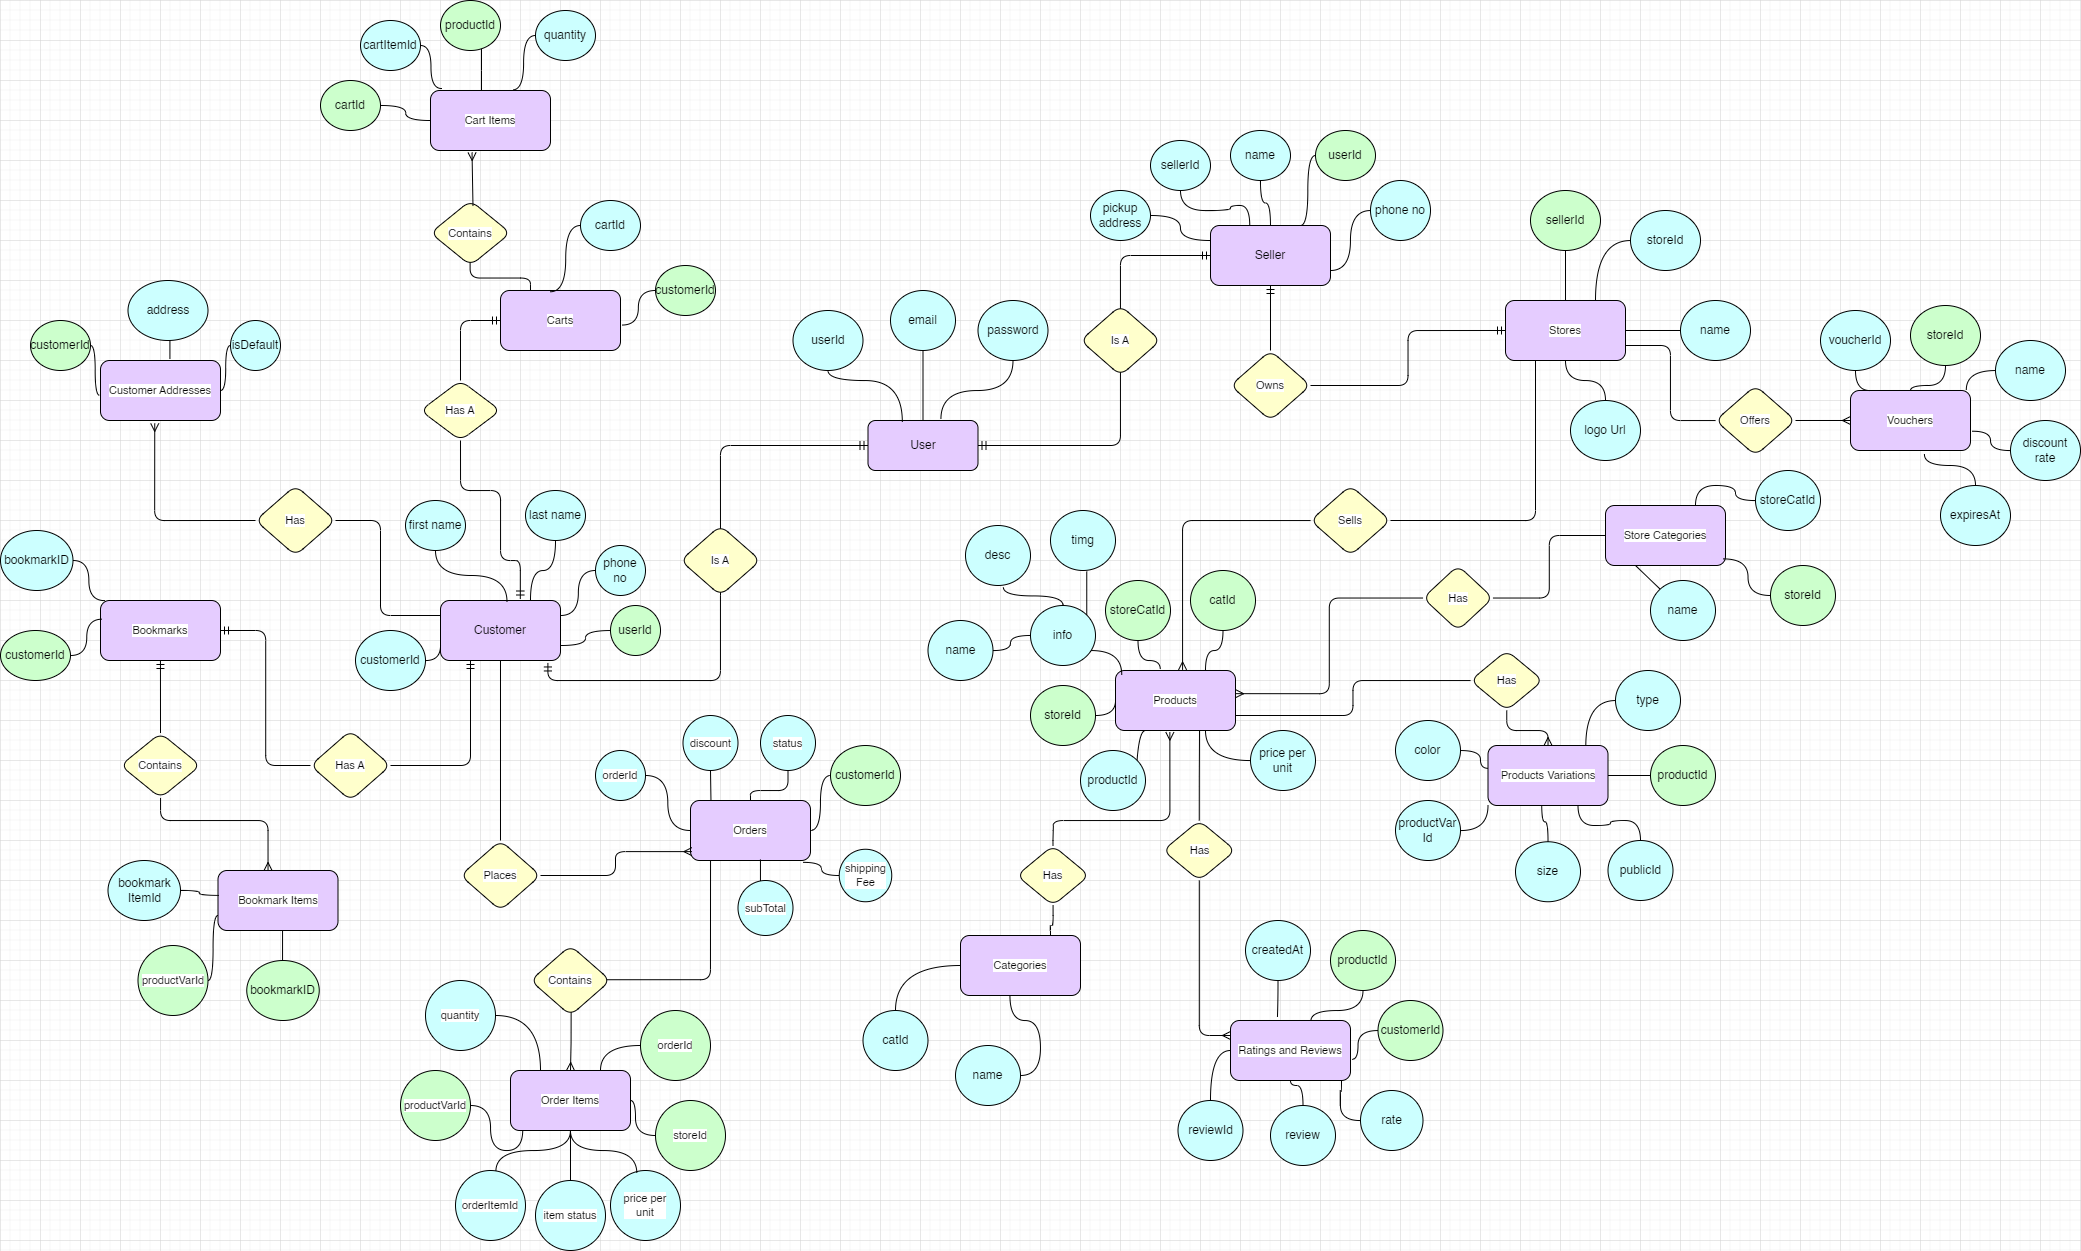 productId
cartItemId
quantity
cartId
Cart Items
Contains
cartId
customerId
Carts
address
customerId
isDefault
Customer Addresses
Has A
Has
first name
last name
phone
no
userId
customerId
Customer
bookmarkID
customerId
Bookmarks
Has A
Contains
bookmark
ItemId
Bookmark Items
productVarId
bookmarkID
Places
orderId
discount
status
customerId
Orders
shipping
Fee
subTotal
Contains
quantity
orderId
productVarId
Order Items
storeId
orderItemId
item status
price per
unit
userId
email
password
User
Is A
Is A
pickup
address
sellerId
name
userId
phone no
Seller
Owns
sellerId
storeId
name
Stores
logo Url
Offers
voucherId
storeId
name
Vouchers
discount
rate
expiresAt
Sells
storeCatId
Store Categories
name
storeId
Has
desc
timg
name
info
storeCatId
catId
storeId
Products
productId
price per
unit
Has
type
color
Products Variations
productId
productVar
Id
size
publicId
Has
Has
Categories
catId
name
createdAt
productId
customerId
Ratings and Reviews
reviewId
review
rate